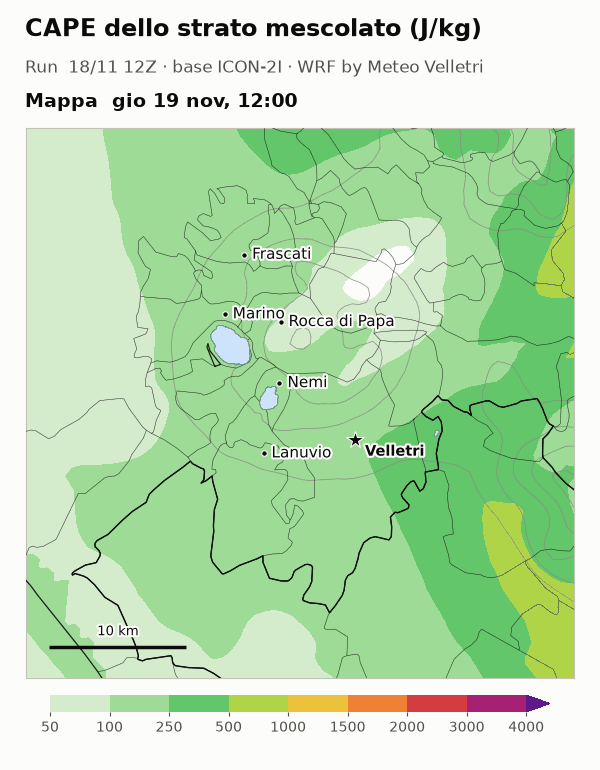 CAPE dello strato mescolato (J/kg)
Run  18/11 12Z · base ICON-2I · WRF by Meteo Velletri
Mappa  gio 19 nov, 12:00
Frascati
Marino
Rocca di Papa
Nemi
Velletri
Lanuvio
10 km
50 100 250 500 1000 1500 2000 3000 4000